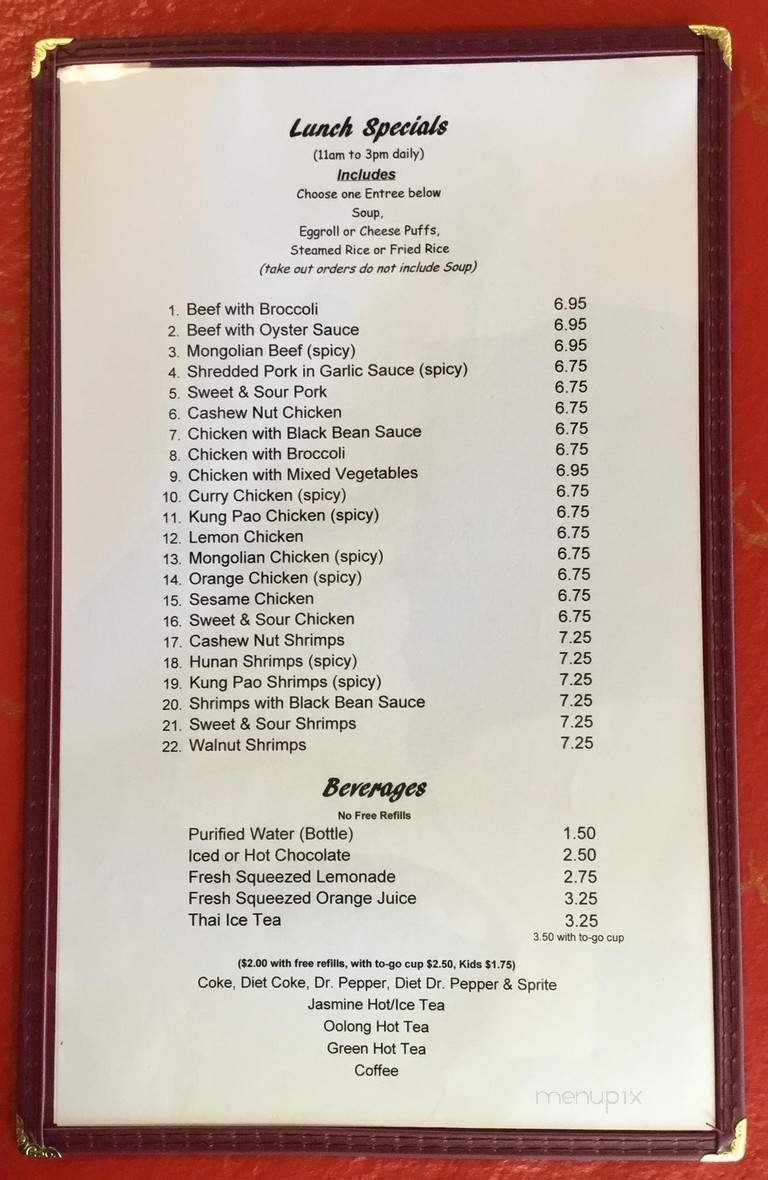 Lunch Specials
(11am to 3pm daily)
Includes
Choose one Entree below
Soup,
Eggroll or Cheese Puffs,
Steamed Rice or Fried Rice
(take out orders do not include Soup)
1. Beef with Broccoli 6.95
2. Beef with Oyster Sauce 6.95
3. Mongolian Beef (spicy) 6.95
4. Shredded Pork in Garlic Sauce (spicy) 6.75
5. Sweet & Sour Pork 6.75
6. Cashew Nut Chicken 6.75
7. Chicken with Black Bean Sauce 6.75
8. Chicken with Broccoli 6.75
9. Chicken with Mixed Vegetables 6.95
10. Curry Chicken (spicy) 6.75
11. Kung Pao Chicken (spicy) 6.75
12. Lemon Chicken 6.75
13. Mongolian Chicken (spicy) 6.75
14. Orange Chicken (spicy) 6.75
15. Sesame Chicken 6.75
16. Sweet & Sour Chicken 6.75
17. Cashew Nut Shrimps 7.25
18. Hunan Shrimps (spicy) 7.25
19. Kung Pao Shrimps (spicy) 7.25
20. Shrimps with Black Bean Sauce 7.25
21. Sweet & Sour Shrimps 7.25
22. Walnut Shrimps 7.25
Beverages
No Free Refills
Purified Water (Bottle) 1.50
Iced or Hot Chocolate 2.50
Fresh Squeezed Lemonade 2.75
Fresh Squeezed Orange Juice 3.25
Thai Ice Tea 3.25
3.50 with to-go cup
($2.00 with free refills, with to-go cup $2.50, Kids $1.75)
Coke, Diet Coke, Dr. Pepper, Diet Dr. Pepper & Sprite
Jasmine Hot/Ice Tea
Oolong Hot Tea
Green Hot Tea
Coffee
menupix